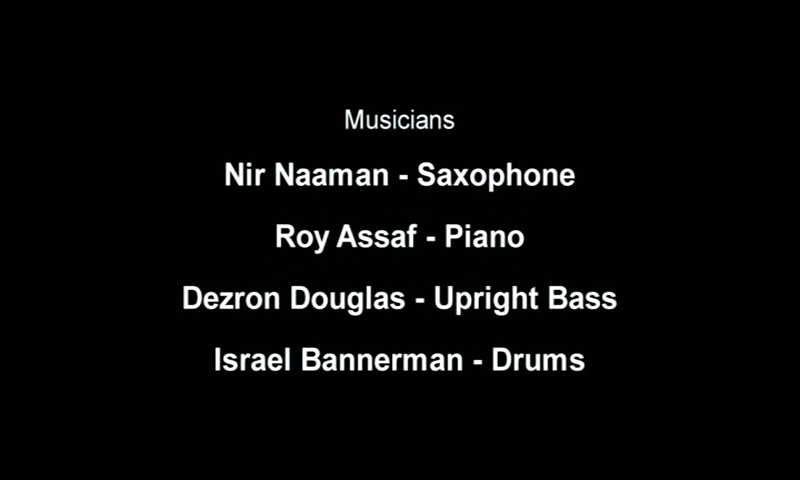 Musicians
Nir Naaman - Saxophone
Roy Assaf - Piano
Dezron Douglas - Upright Bass
Israel Bannerman - Drums